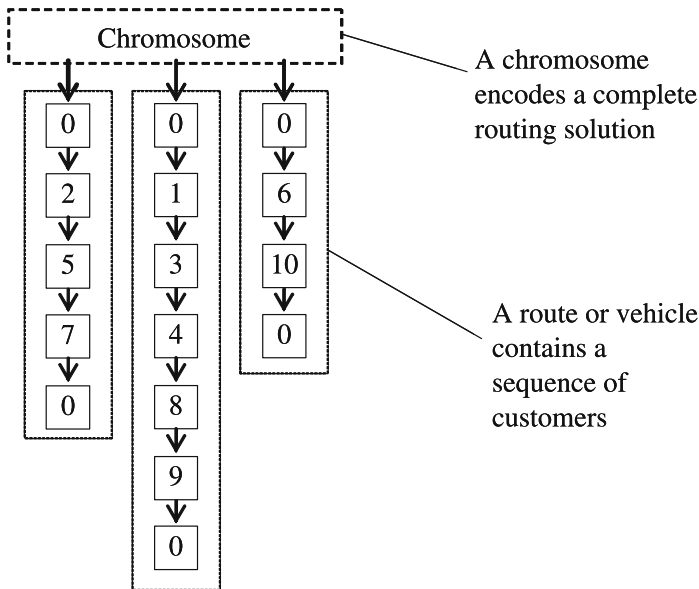 Chromosome
A chromosome
encodes a complete
routing solution
0 0 0
2 1 6
5 3 10
7 4 0
0 8
9
0
A route or vehicle
contains a
sequence of
customers